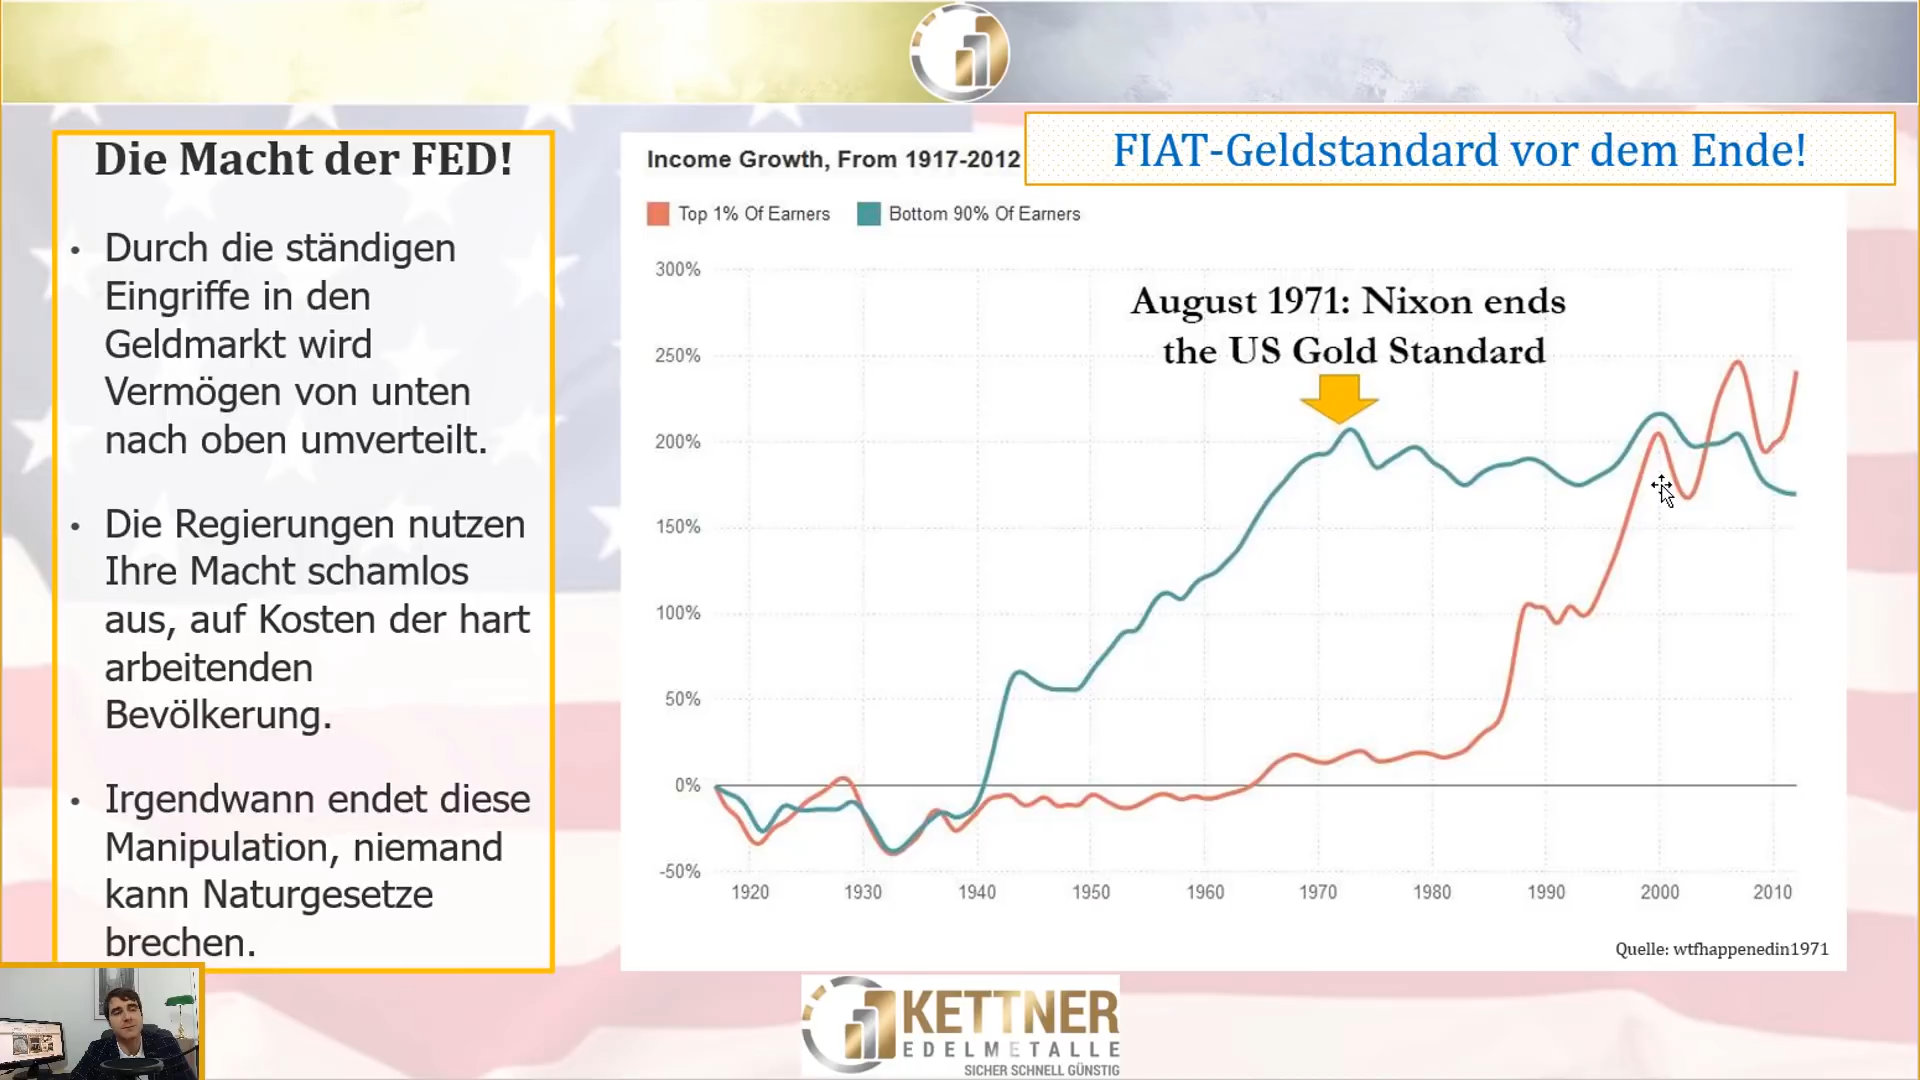 Die Macht der FED!
• Durch die ständigen
Eingriffe in den
Geldmarkt wird
Vermögen von unten
nach oben umverteilt.
• Die Regierungen nutzen
Ihre Macht schamlos
aus, auf Kosten der hart
arbeitenden
Bevölkerung.
• Irgendwann endet diese
Manipulation, niemand
kann Naturgesetze
brechen.
FIAT-Geldstandard vor dem Ende!
Income Growth, From 1917-2012
Top 1% Of Earners Bottom 90% Of Earners
August 1971: Nixon ends
the US Gold Standard
300%
250%
200%
150%
100%
50%
0%
-50%
1920 1930 1940 1950 1960 1970 1980 1990 2000 2010
Quelle: wtfhappenedin1971
KETTNER
EDELMETALLE
SICHER SCHNELL GÜNSTIG